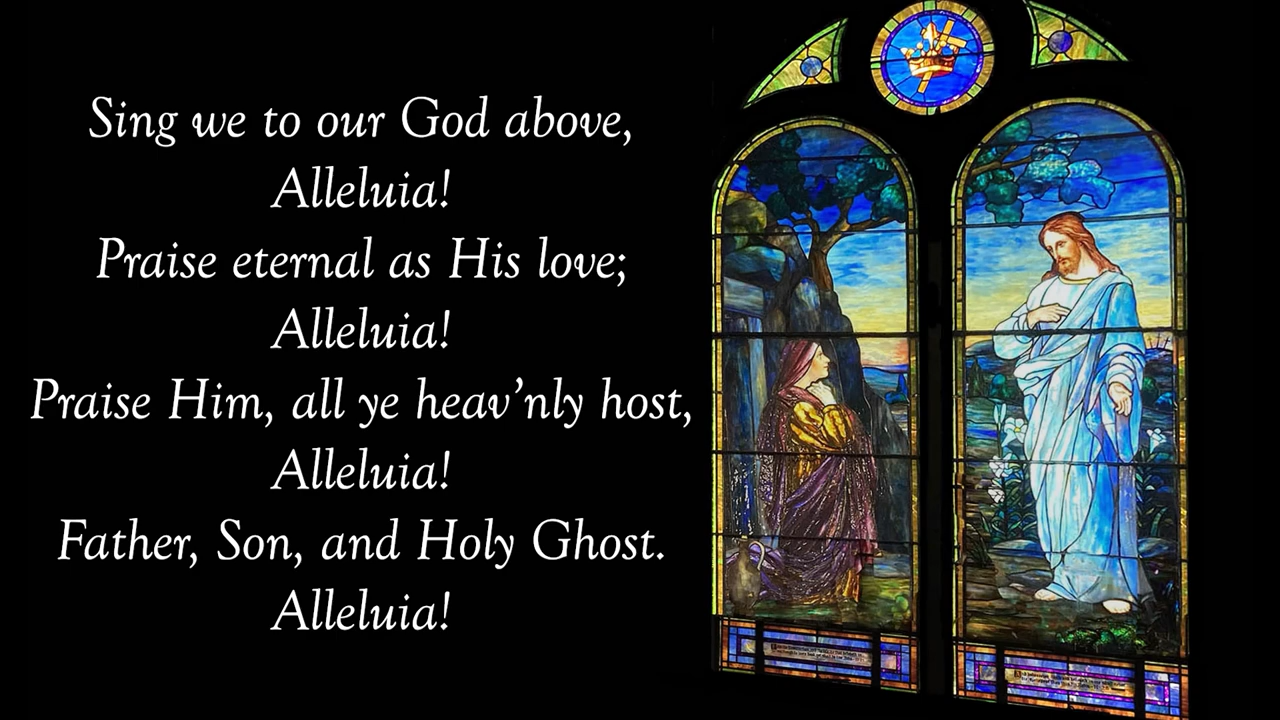 Sing we to our God above,
Alleluia!
Praise eternal as His love;
Alleluia!
Praise Him, all ye heav’nly host,
Alleluia!
Father, Son, and Holy Ghost.
Alleluia!